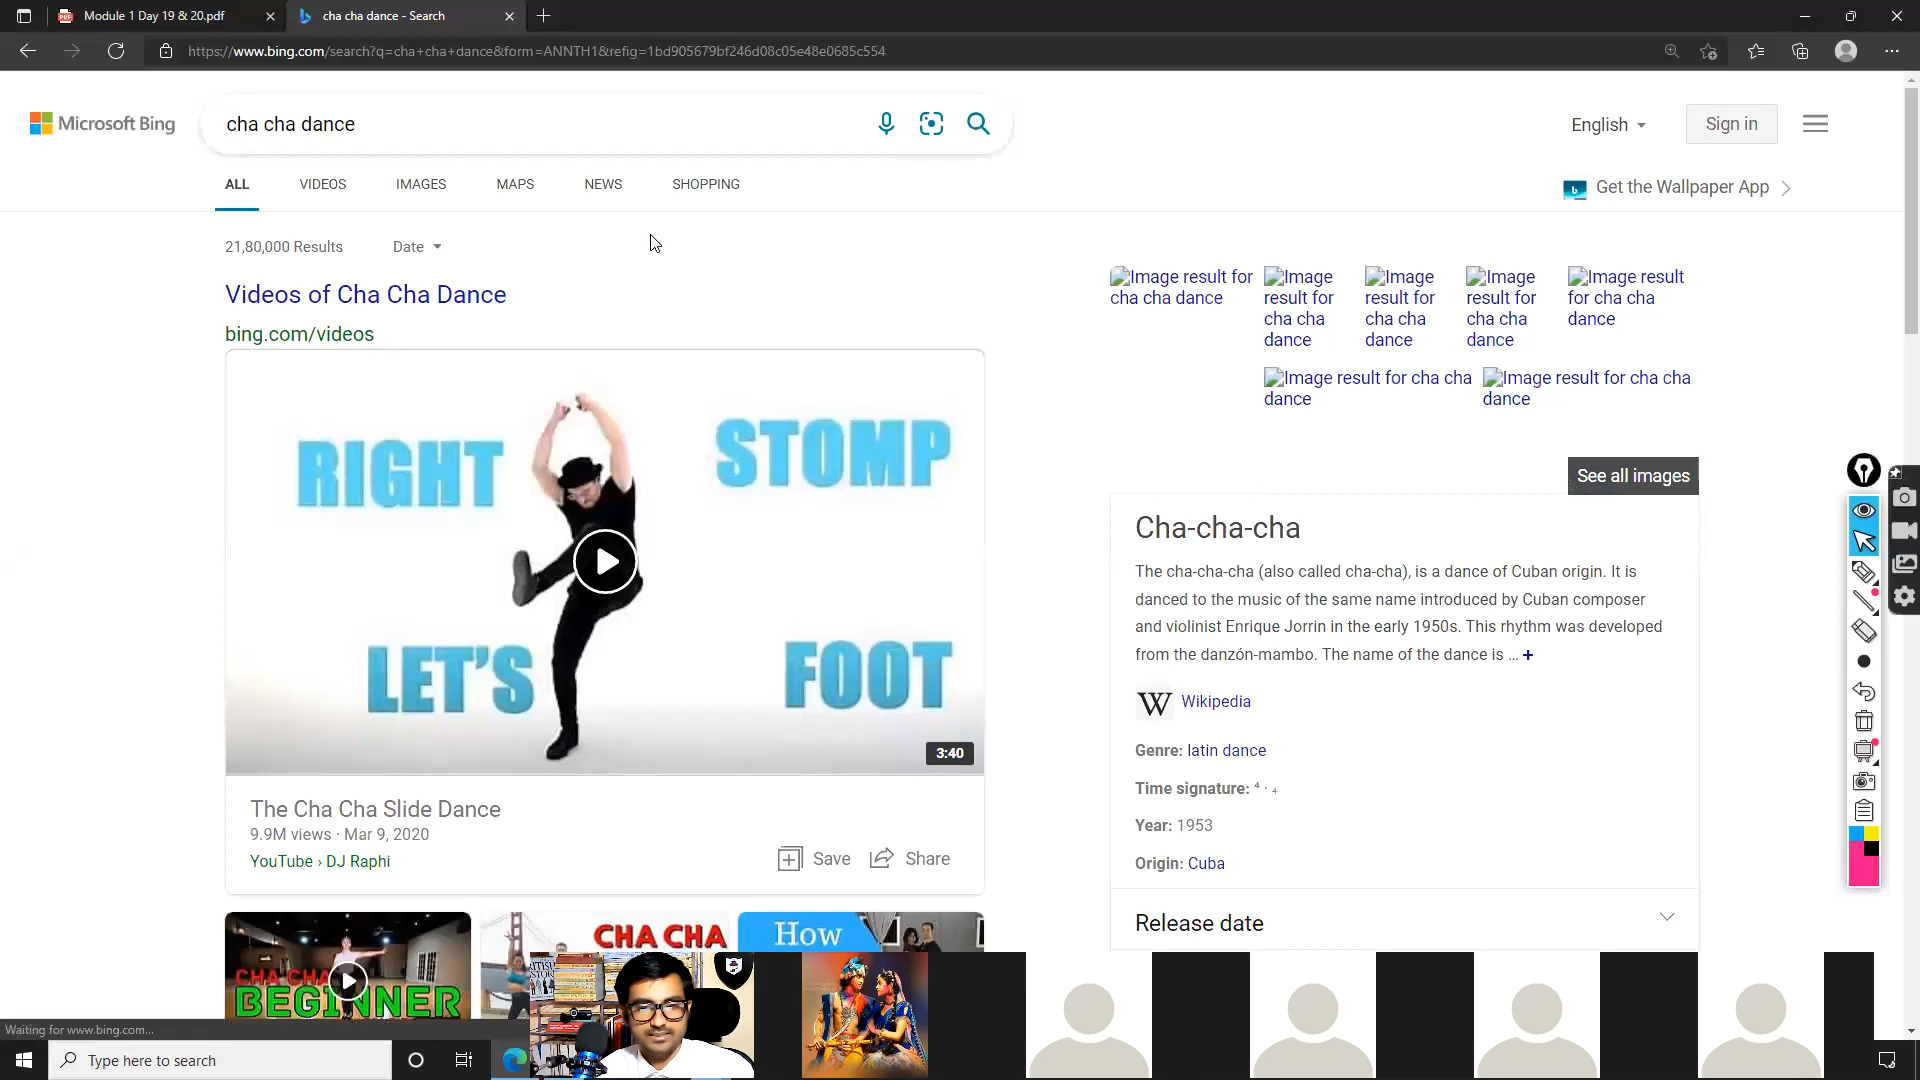 Module 1 Day 19 & 20.pdf
cha cha dance - Search
https://www.bing.com/search?q=cha+cha+dance&form=ANNTH1&refig=1bd905679bf246d08c05e48e0685c554
Microsoft Bing
cha cha dance
English
Sign in
ALL
VIDEOS
IMAGES
MAPS
NEWS
SHOPPING
Get the Wallpaper App
21,80,000 Results
Date
Videos of Cha Cha Dance
bing.com/videos
RIGHT
STOMP
LET'S
FOOT
3:40
The Cha Cha Slide Dance
9.9M views · Mar 9, 2020
YouTube › DJ Raphi
Save
Share
CHA CHA
BEGINNER
CHA CHA
How
Image result for
cha cha dance
Image
result for
cha cha
dance
Image
result for
cha cha
dance
Image
result for
cha cha
dance
Image result
for cha cha
dance
Image result for cha cha
dance
Image result for cha cha
dance
See all images
Cha-cha-cha
The cha-cha-cha (also called cha-cha), is a dance of Cuban origin. It is
danced to the music of the same name introduced by Cuban composer
and violinist Enrique Jorrin in the early 1950s. This rhythm was developed
from the danzón-mambo. The name of the dance is ... +
W Wikipedia
Genre: latin dance
Time signature: 4 · 4
Year: 1953
Origin: Cuba
Release date
Waiting for www.bing.com...
Type here to search